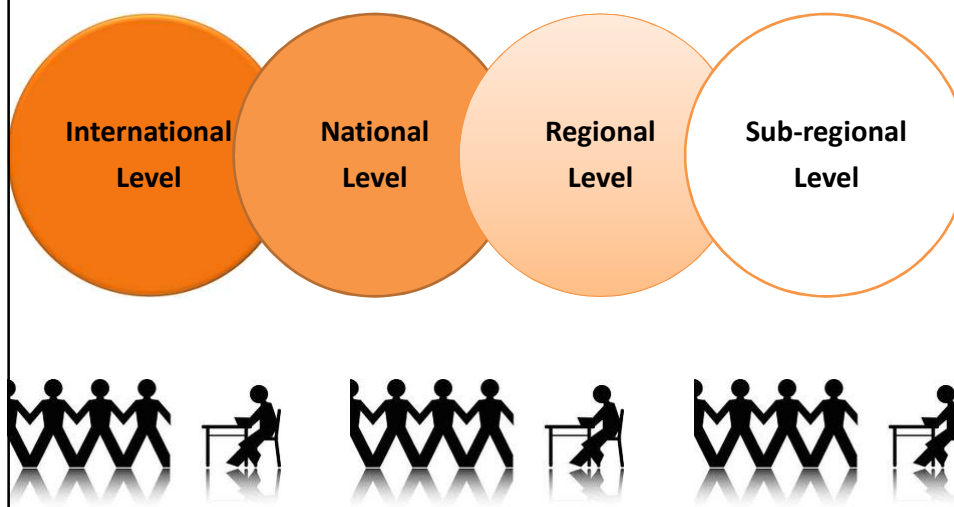 International
Level
National
Level
Regional
Level
Sub-regional
Level